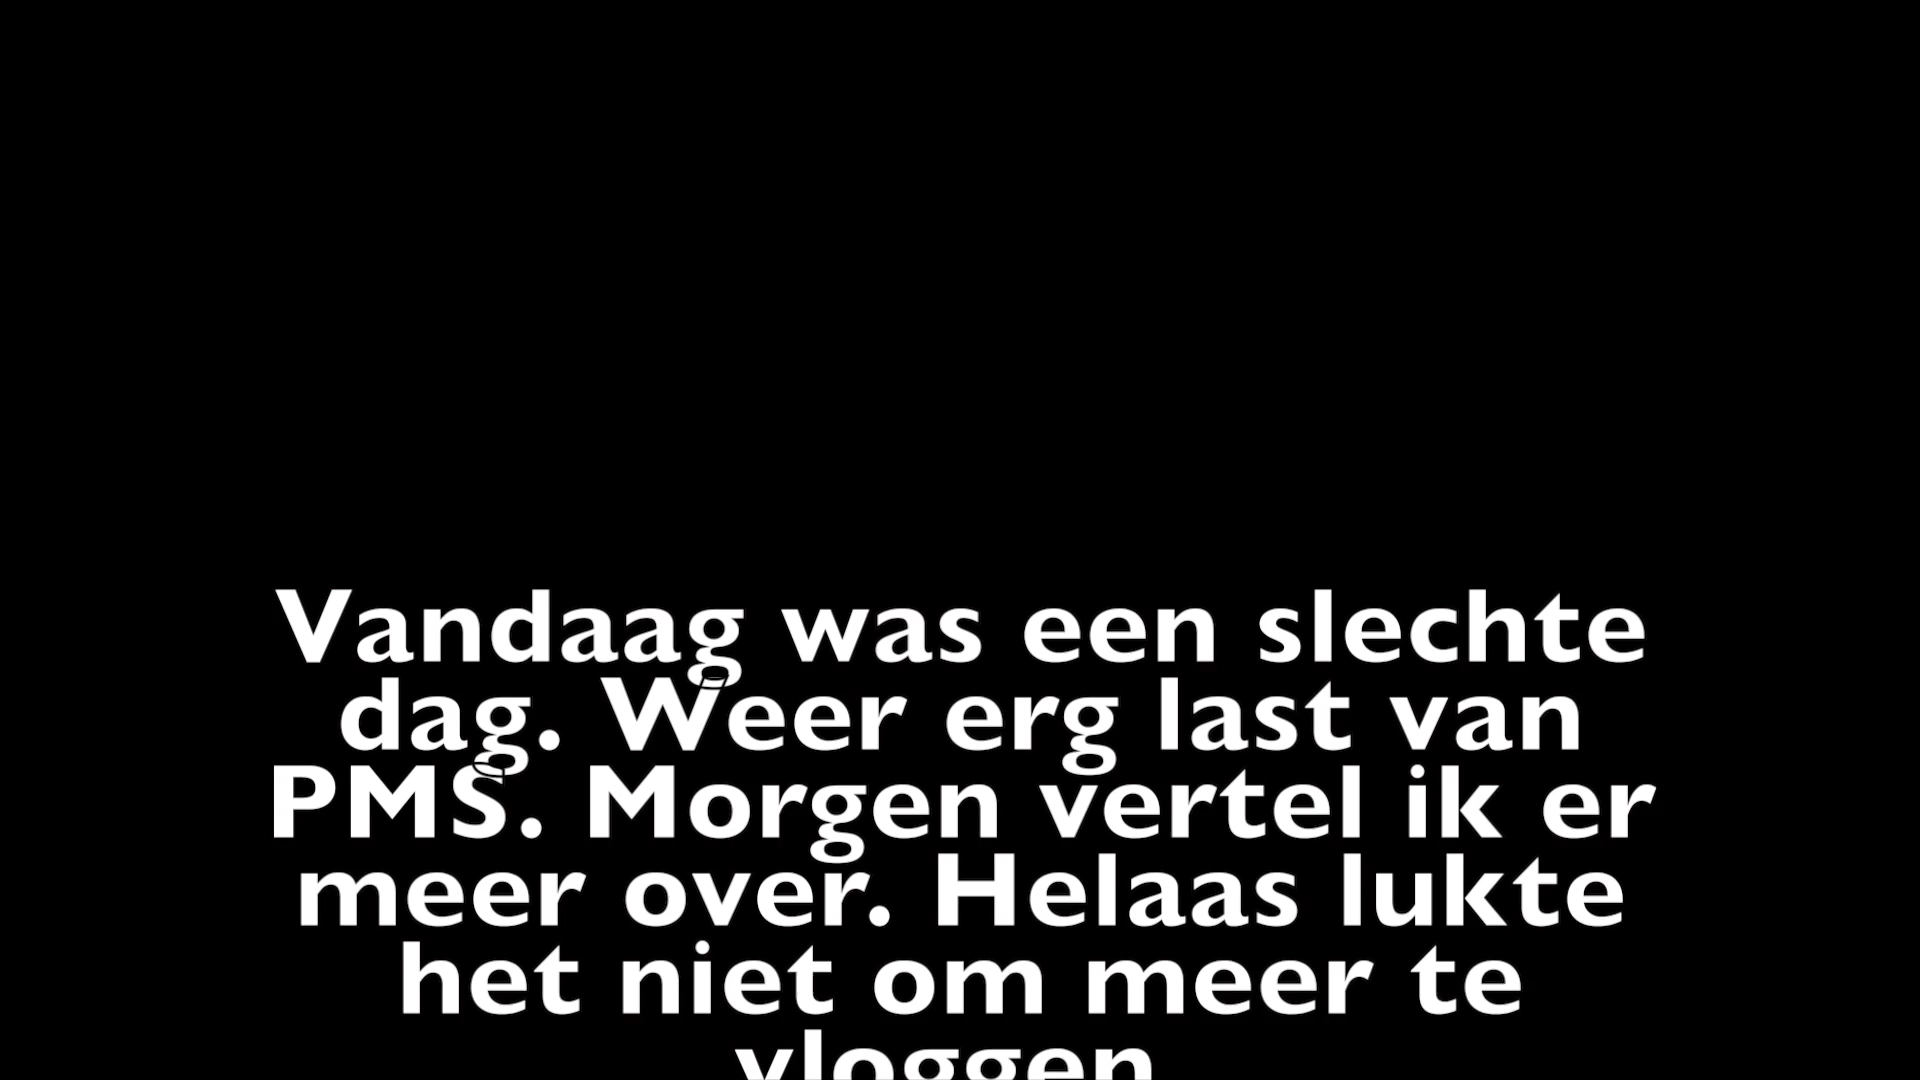 Vandaag was een slechte
dag. Weer erg last van
PMS. Morgen vertel ik er
meer over. Helaas lukte
het niet om meer te
vloggen